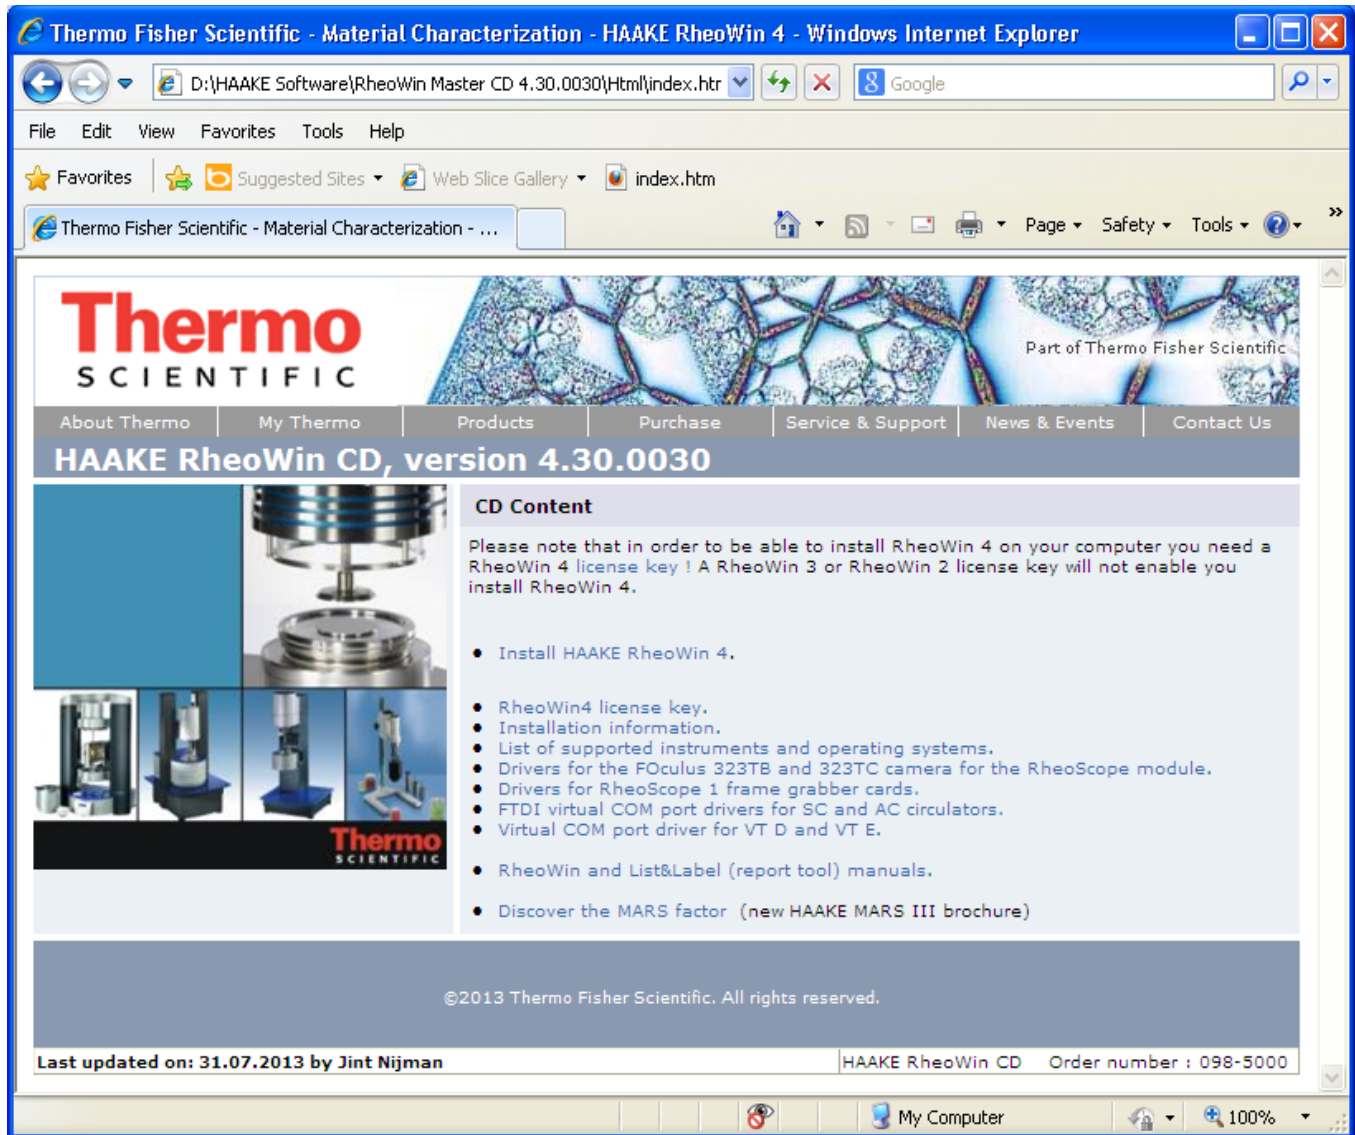 Thermo Fisher Scientific - Material Characterization - HAAKE RheoWin 4 - Windows Internet Explorer
D:\HAAKE Software\RheoWin Master CD 4.30.0030\Html\index.htr
Google
File Edit View Favorites Tools Help
Favorites Suggested Sites Web Slice Gallery index.htm
Thermo Fisher Scientific - Material Characterization - ... Page Safety Tools »
Thermo
SCIENTIFIC
Part of Thermo Fisher Scientific
About Thermo My Thermo Products Purchase Service & Support News & Events Contact Us
HAAKE RheoWin CD, version 4.30.0030
CD Content
Please note that in order to be able to install RheoWin 4 on your computer you need a
RheoWin 4 license key ! A RheoWin 3 or RheoWin 2 license key will not enable you
install RheoWin 4.
• Install HAAKE RheoWin 4.
• RheoWin4 license key.
• Installation information.
• List of supported instruments and operating systems.
• Drivers for the FOculus 323TB and 323TC camera for the RheoScope module.
• Drivers for RheoScope 1 frame grabber cards.
• FTDI virtual COM port drivers for SC and AC circulators.
• Virtual COM port driver for VT D and VT E.
• RheoWin and List&Label (report tool) manuals.
• Discover the MARS factor (new HAAKE MARS III brochure)
Thermo
SCIENTIFIC
©2013 Thermo Fisher Scientific. All rights reserved.
Last updated on: 31.07.2013 by Jint Nijman
HAAKE RheoWin CD Order number : 098-5000
My Computer 100%